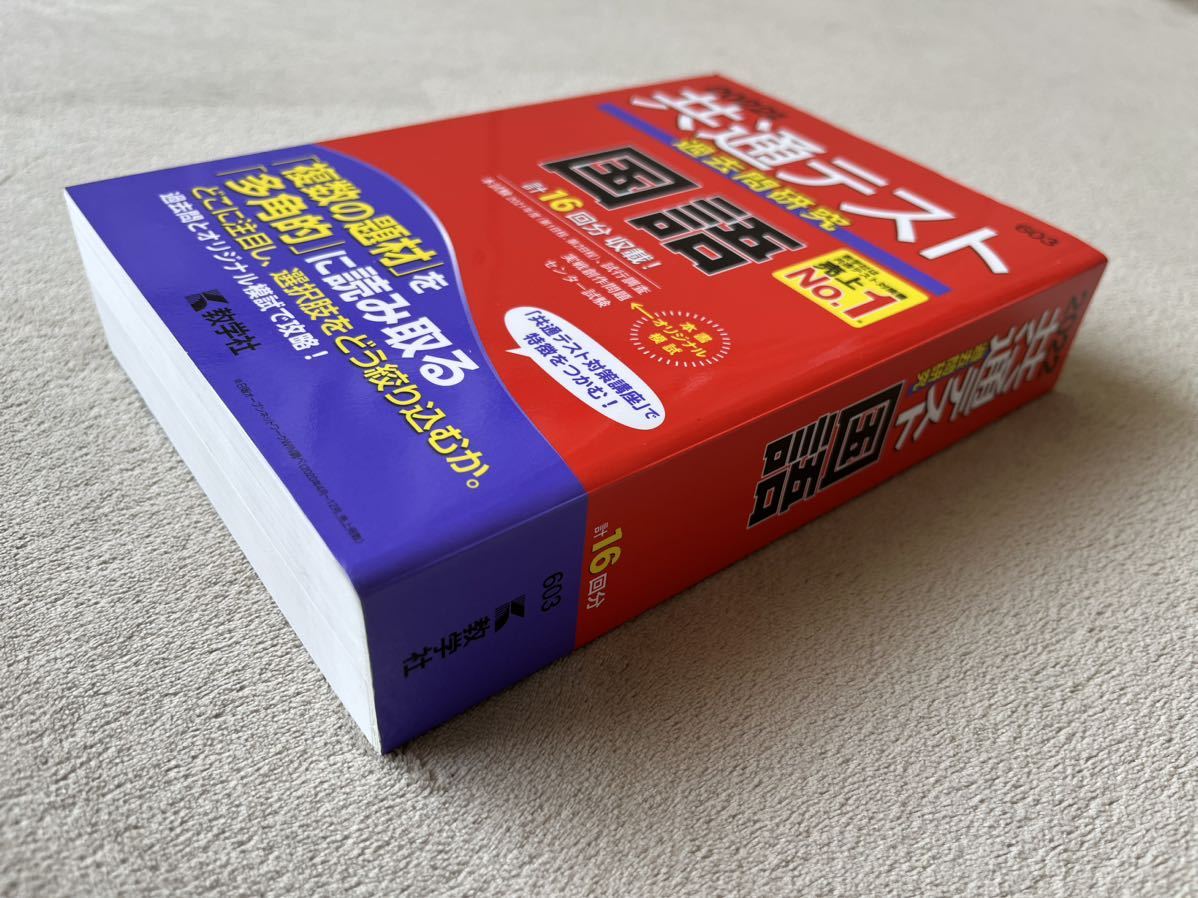 2022
共通テスト
過去問研究
603
国語
売上
No.1
計16回分収載！
実戦創作問題
センター試験
本書
オリジナル
模試
「共通テスト対策講座」で
特徴をつかむ！
「複数の題材」を
「多角的」に読み取る
どこに注目し、選択肢をどう絞り込むか。
過去問とオリジナル模試で攻略！
教学社
2022
共通テスト
過去問研究
国語
計16回分
603
教学社